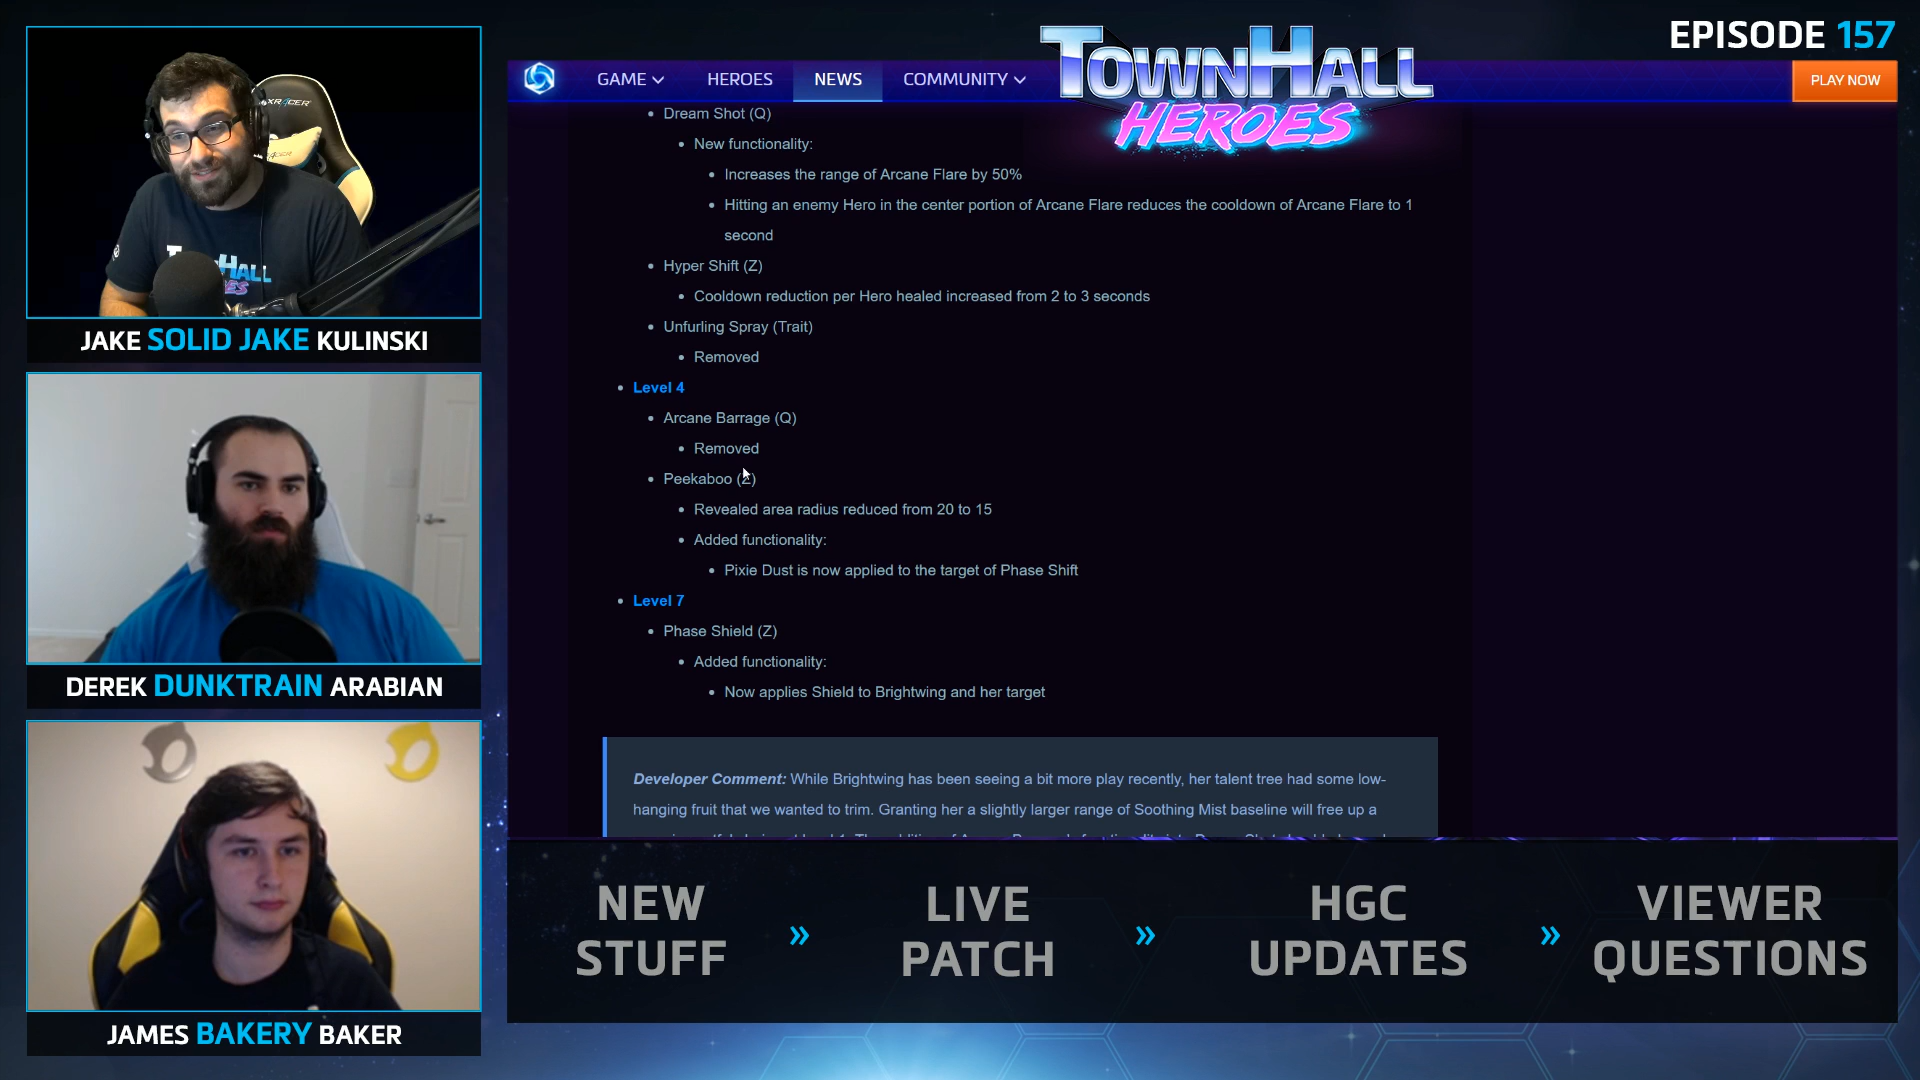 EPISODE 157
TOWNHALL
HEROES
GAME
HEROES
NEWS
COMMUNITY
PLAY NOW
Dream Shot (Q)
New functionality:
Increases the range of Arcane Flare by 50%
Hitting an enemy Hero in the center portion of Arcane Flare reduces the cooldown of Arcane Flare to 1
second
Hyper Shift (Z)
Cooldown reduction per Hero healed increased from 2 to 3 seconds
Unfurling Spray (Trait)
Removed
Level 4
Arcane Barrage (Q)
Removed
Peekaboo (Z)
Revealed area radius reduced from 20 to 15
Added functionality:
Pixie Dust is now applied to the target of Phase Shift
Level 7
Phase Shield (Z)
Added functionality:
Now applies Shield to Brightwing and her target
Developer Comment: While Brightwing has been seeing a bit more play recently, her talent tree had some low-
hanging fruit that we wanted to trim. Granting her a slightly larger range of Soothing Mist baseline will free up a
JAKE SOLID JAKE KULINSKI
DEREK DUNKTRAIN ARABIAN
JAMES BAKERY BAKER
NEW
STUFF
»
LIVE
PATCH
»
HGC
UPDATES
»
VIEWER
QUESTIONS